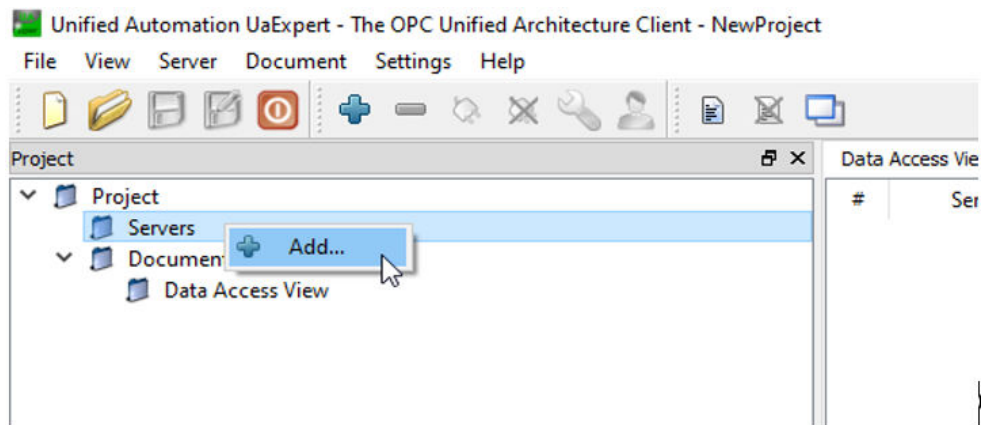 Unified Automation UaExpert - The OPC Unified Architecture Client - NewProject
File View Server Document Settings Help
Project
Data Access Vie
Project
# Ser
Servers
Add...
Documen
Data Access View